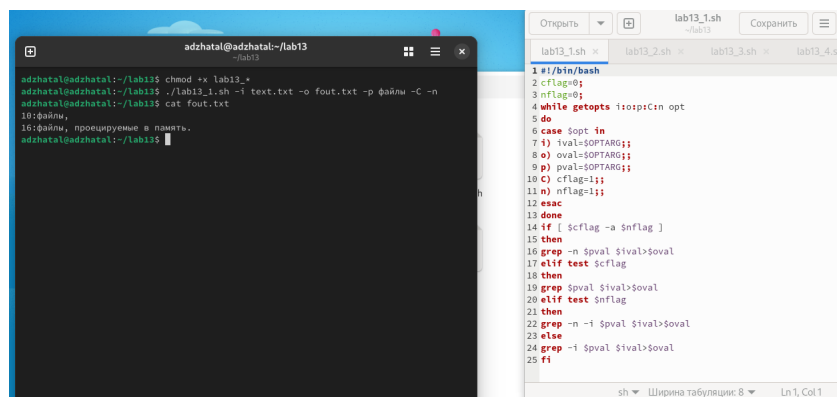 adzhatal@adzhatal:~/lab13
~/lab13
adzhatal@adzhatal:~/lab13$ chmod +x lab13_*
adzhatal@adzhatal:~/lab13$ ./lab13_1.sh -i text.txt -o fout.txt -p файлы -C -n
adzhatal@adzhatal:~/lab13$ cat fout.txt
10:файлы,
16:файлы, проецируемые в память.
adzhatal@adzhatal:~/lab13$
h
Открыть
lab13_1.sh
~/lab13
Сохранить
lab13_1.sh ×
lab13_2.sh ×
lab13_3.sh ×
lab13_4.s
1 #!/bin/bash
2 cflag=0;
3 nflag=0;
4 while getopts i:o:p:C:n opt
5 do
6 case $opt in
7 i) ival=$OPTARG;;
8 o) oval=$OPTARG;;
9 p) pval=$OPTARG;;
10 C) cflag=1;;
11 n) nflag=1;;
12 esac
13 done
14 if [ $cflag -a $nflag ]
15 then
16 grep -n $pval $ival>$oval
17 elif test $cflag
18 then
19 grep $pval $ival>$oval
20 elif test $nflag
21 then
22 grep -n -i $pval $ival>$oval
23 else
24 grep -i $pval $ival>$oval
25 fi
sh
Ширина табуляции: 8
Ln 1, Col 1